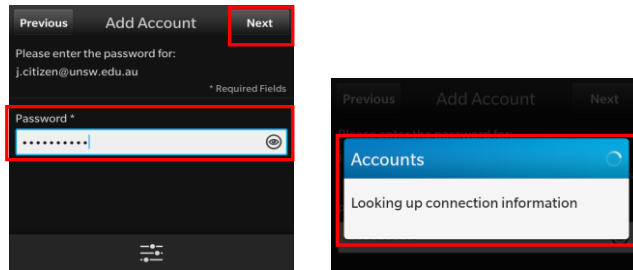 Previous Add Account Next
Please enter the password for:
j.citizen@unsw.edu.au
* Required Fields
Password *
••••••••••
Previous Add Account Next
Please enter the password for:
Accounts
Looking up connection information